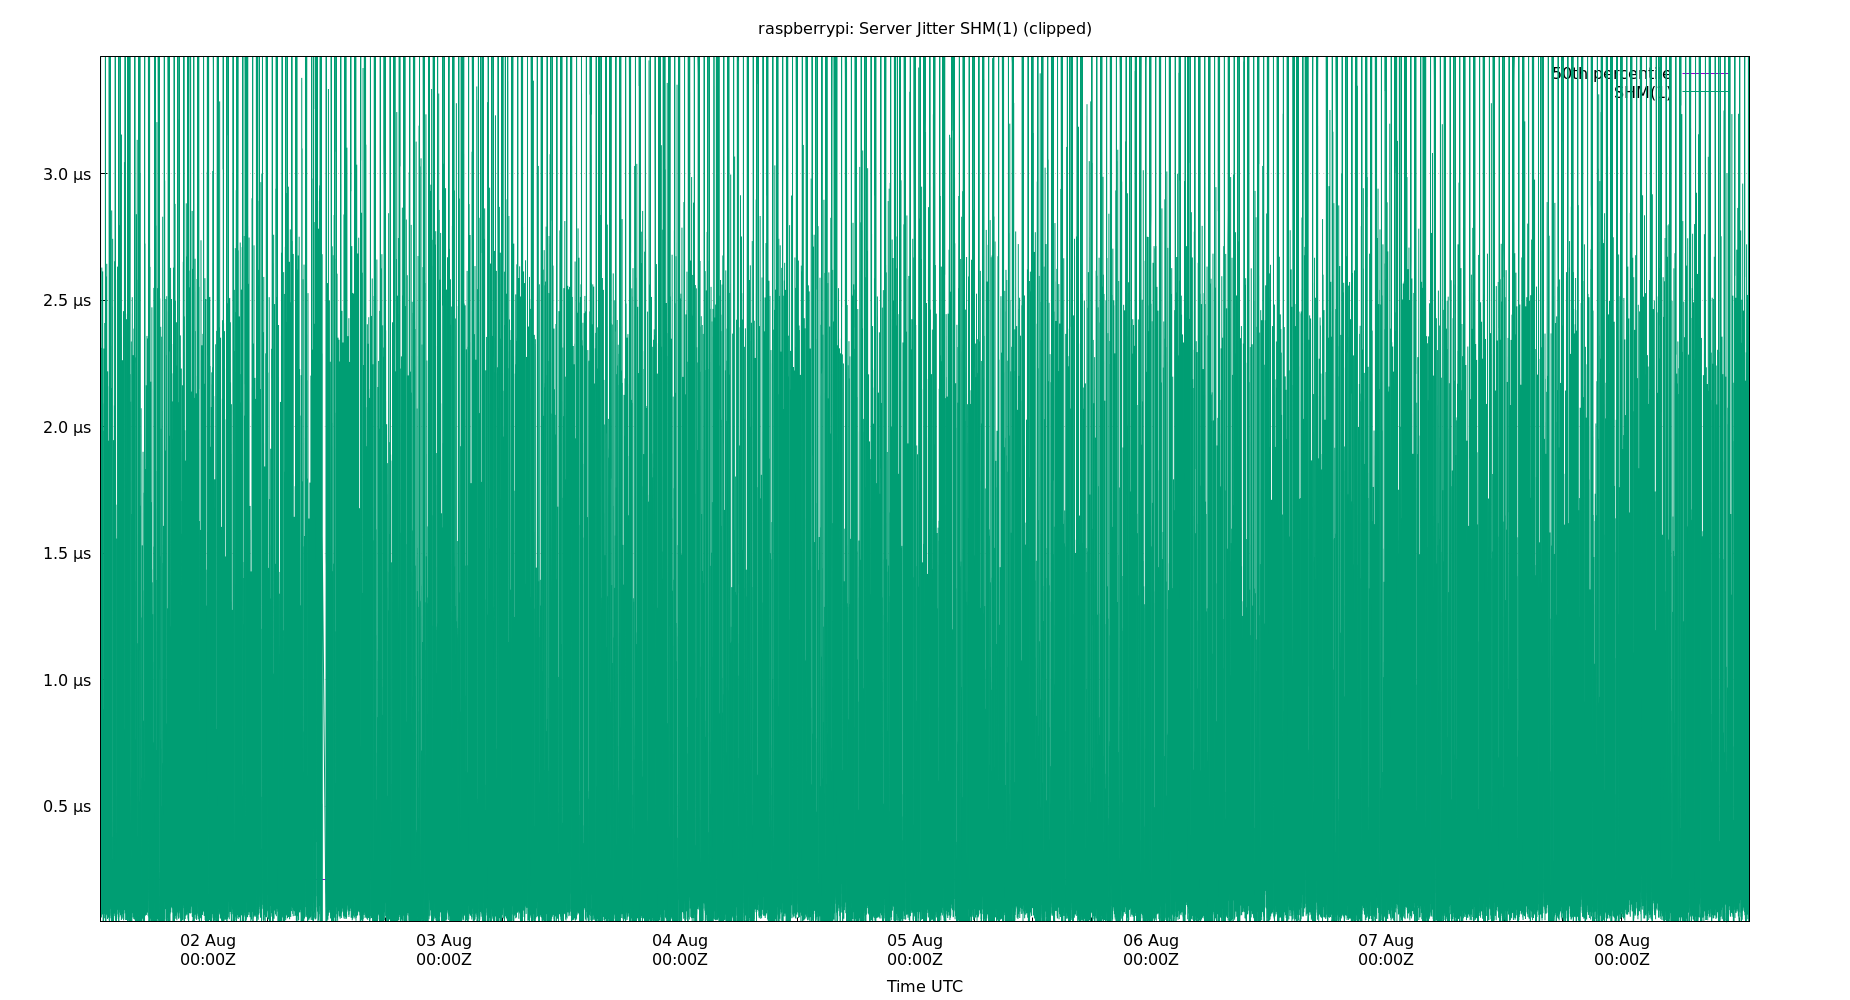 raspberrypi: Server Jitter SHM(1) (clipped)
50th percentile
SHM(1)
3.0 μs
2.5 μs
2.0 μs
1.5 μs
1.0 μs
0.5 μs
02 Aug 03 Aug 04 Aug 05 Aug 06 Aug 07 Aug 08 Aug
00:00Z 00:00Z 00:00Z 00:00Z 00:00Z 00:00Z 00:00Z
Time UTC